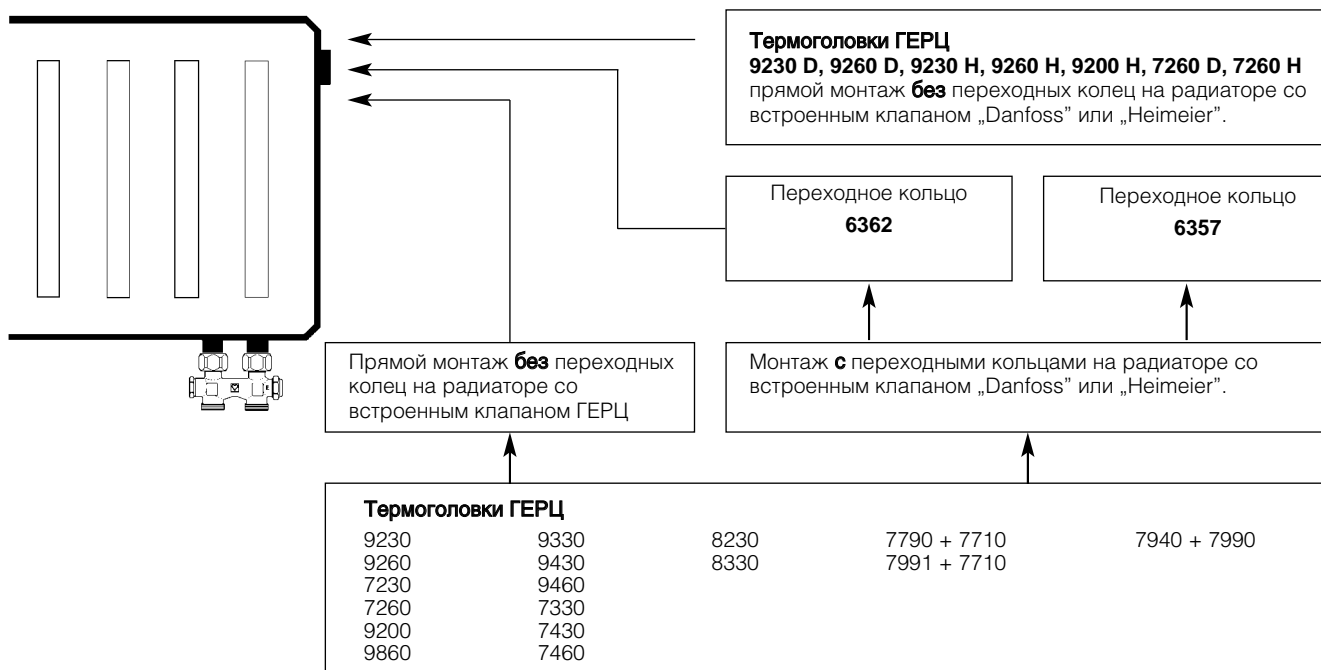 Термоголовки ГЕРЦ
9230 D, 9260 D, 9230 H, 9260 H, 9200 H, 7260 D, 7260 H
прямой монтаж без переходных колец на радиаторе со
встроенным клапаном „Danfoss” или „Heimeier”.
Переходное кольцо
6362
Переходное кольцо
6357
Прямой монтаж без переходных
колец на радиаторе со
встроенным клапаном ГЕРЦ
Монтаж с переходными кольцами на радиаторе со
встроенным клапаном „Danfoss” или „Heimeier”.
Термоголовки ГЕРЦ
9230 9330 8230 7790 + 7710 7940 + 7990
9260 9430 8330 7991 + 7710
7230 9460
7260 7330
9200 7430
9860 7460